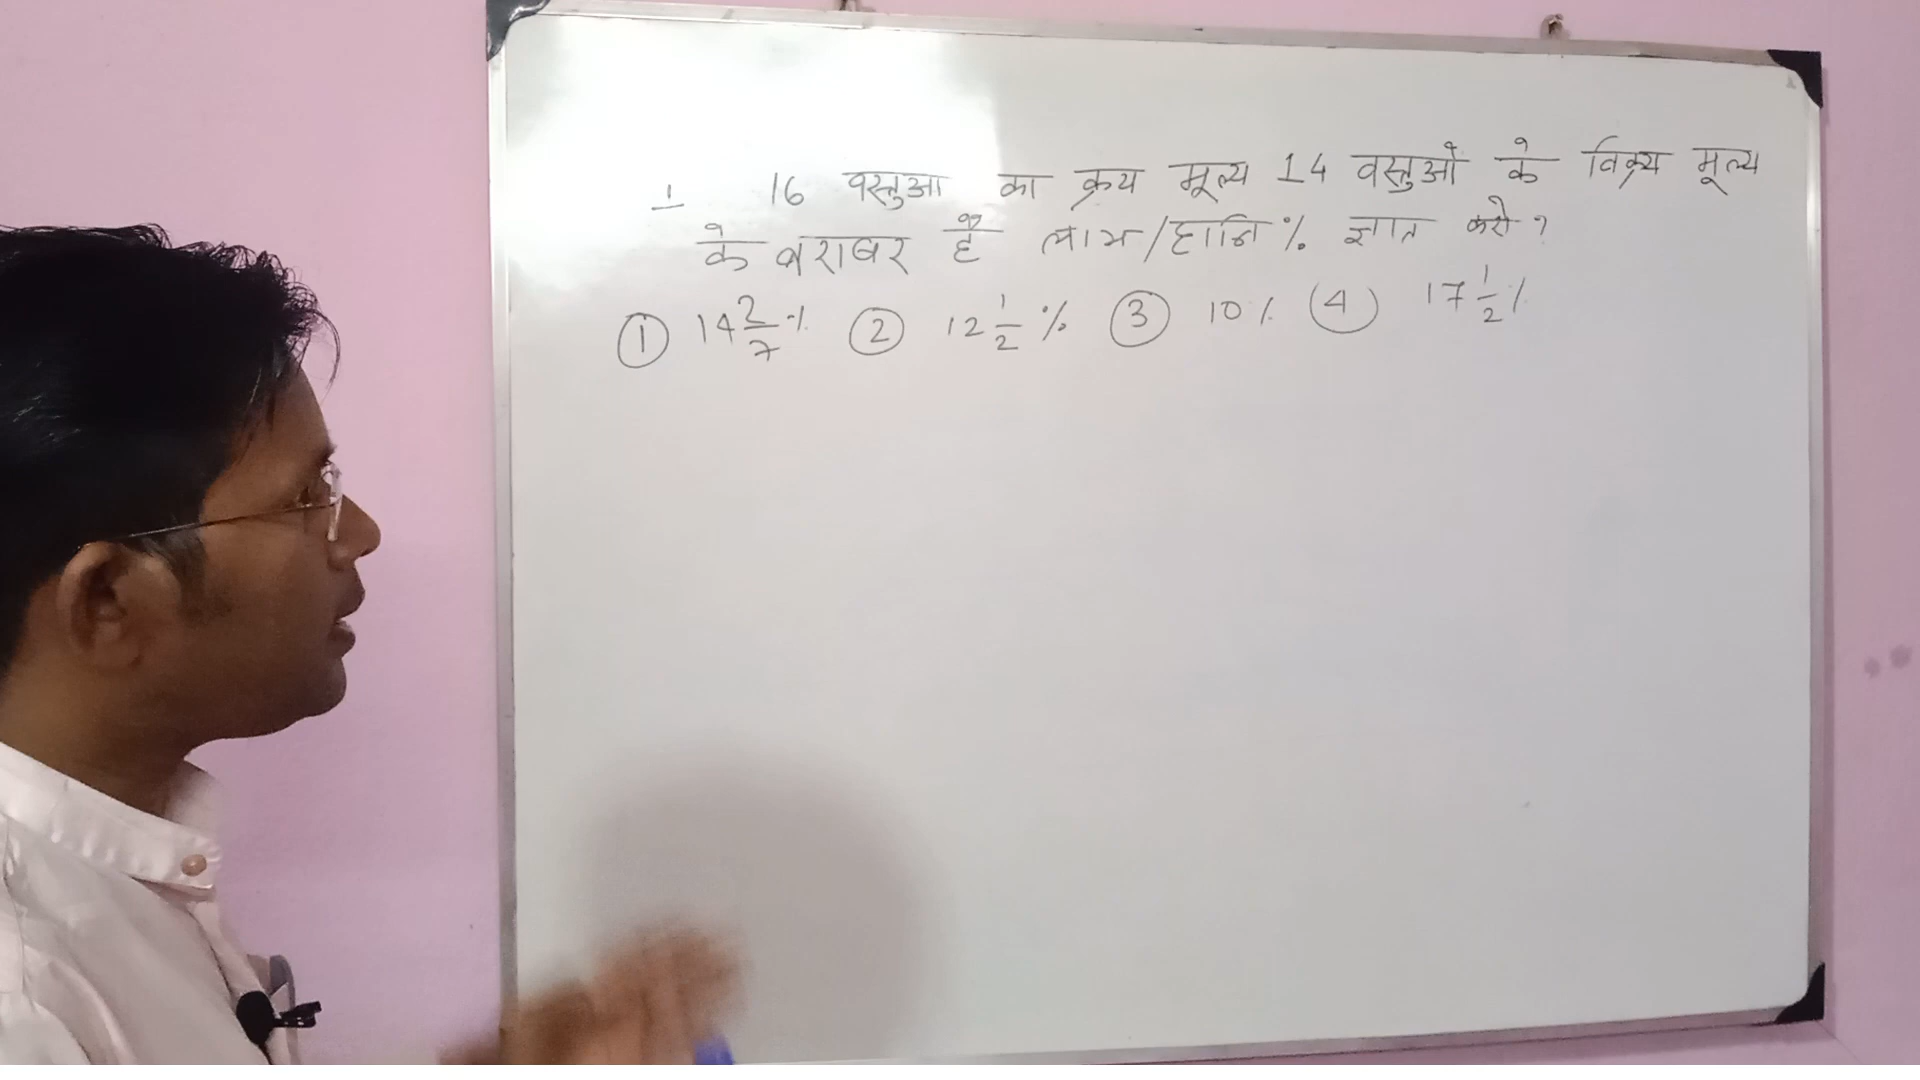 1 16 वस्तुआ का क्रय मूल्य 14 वस्तुओ के विक्रय मूल्य
के बराबर है लाभ/हानि % ज्ञात करो ?
① 14 2/7 % ② 12 1/2 % ③ 10 % ④ 17 1/2 %